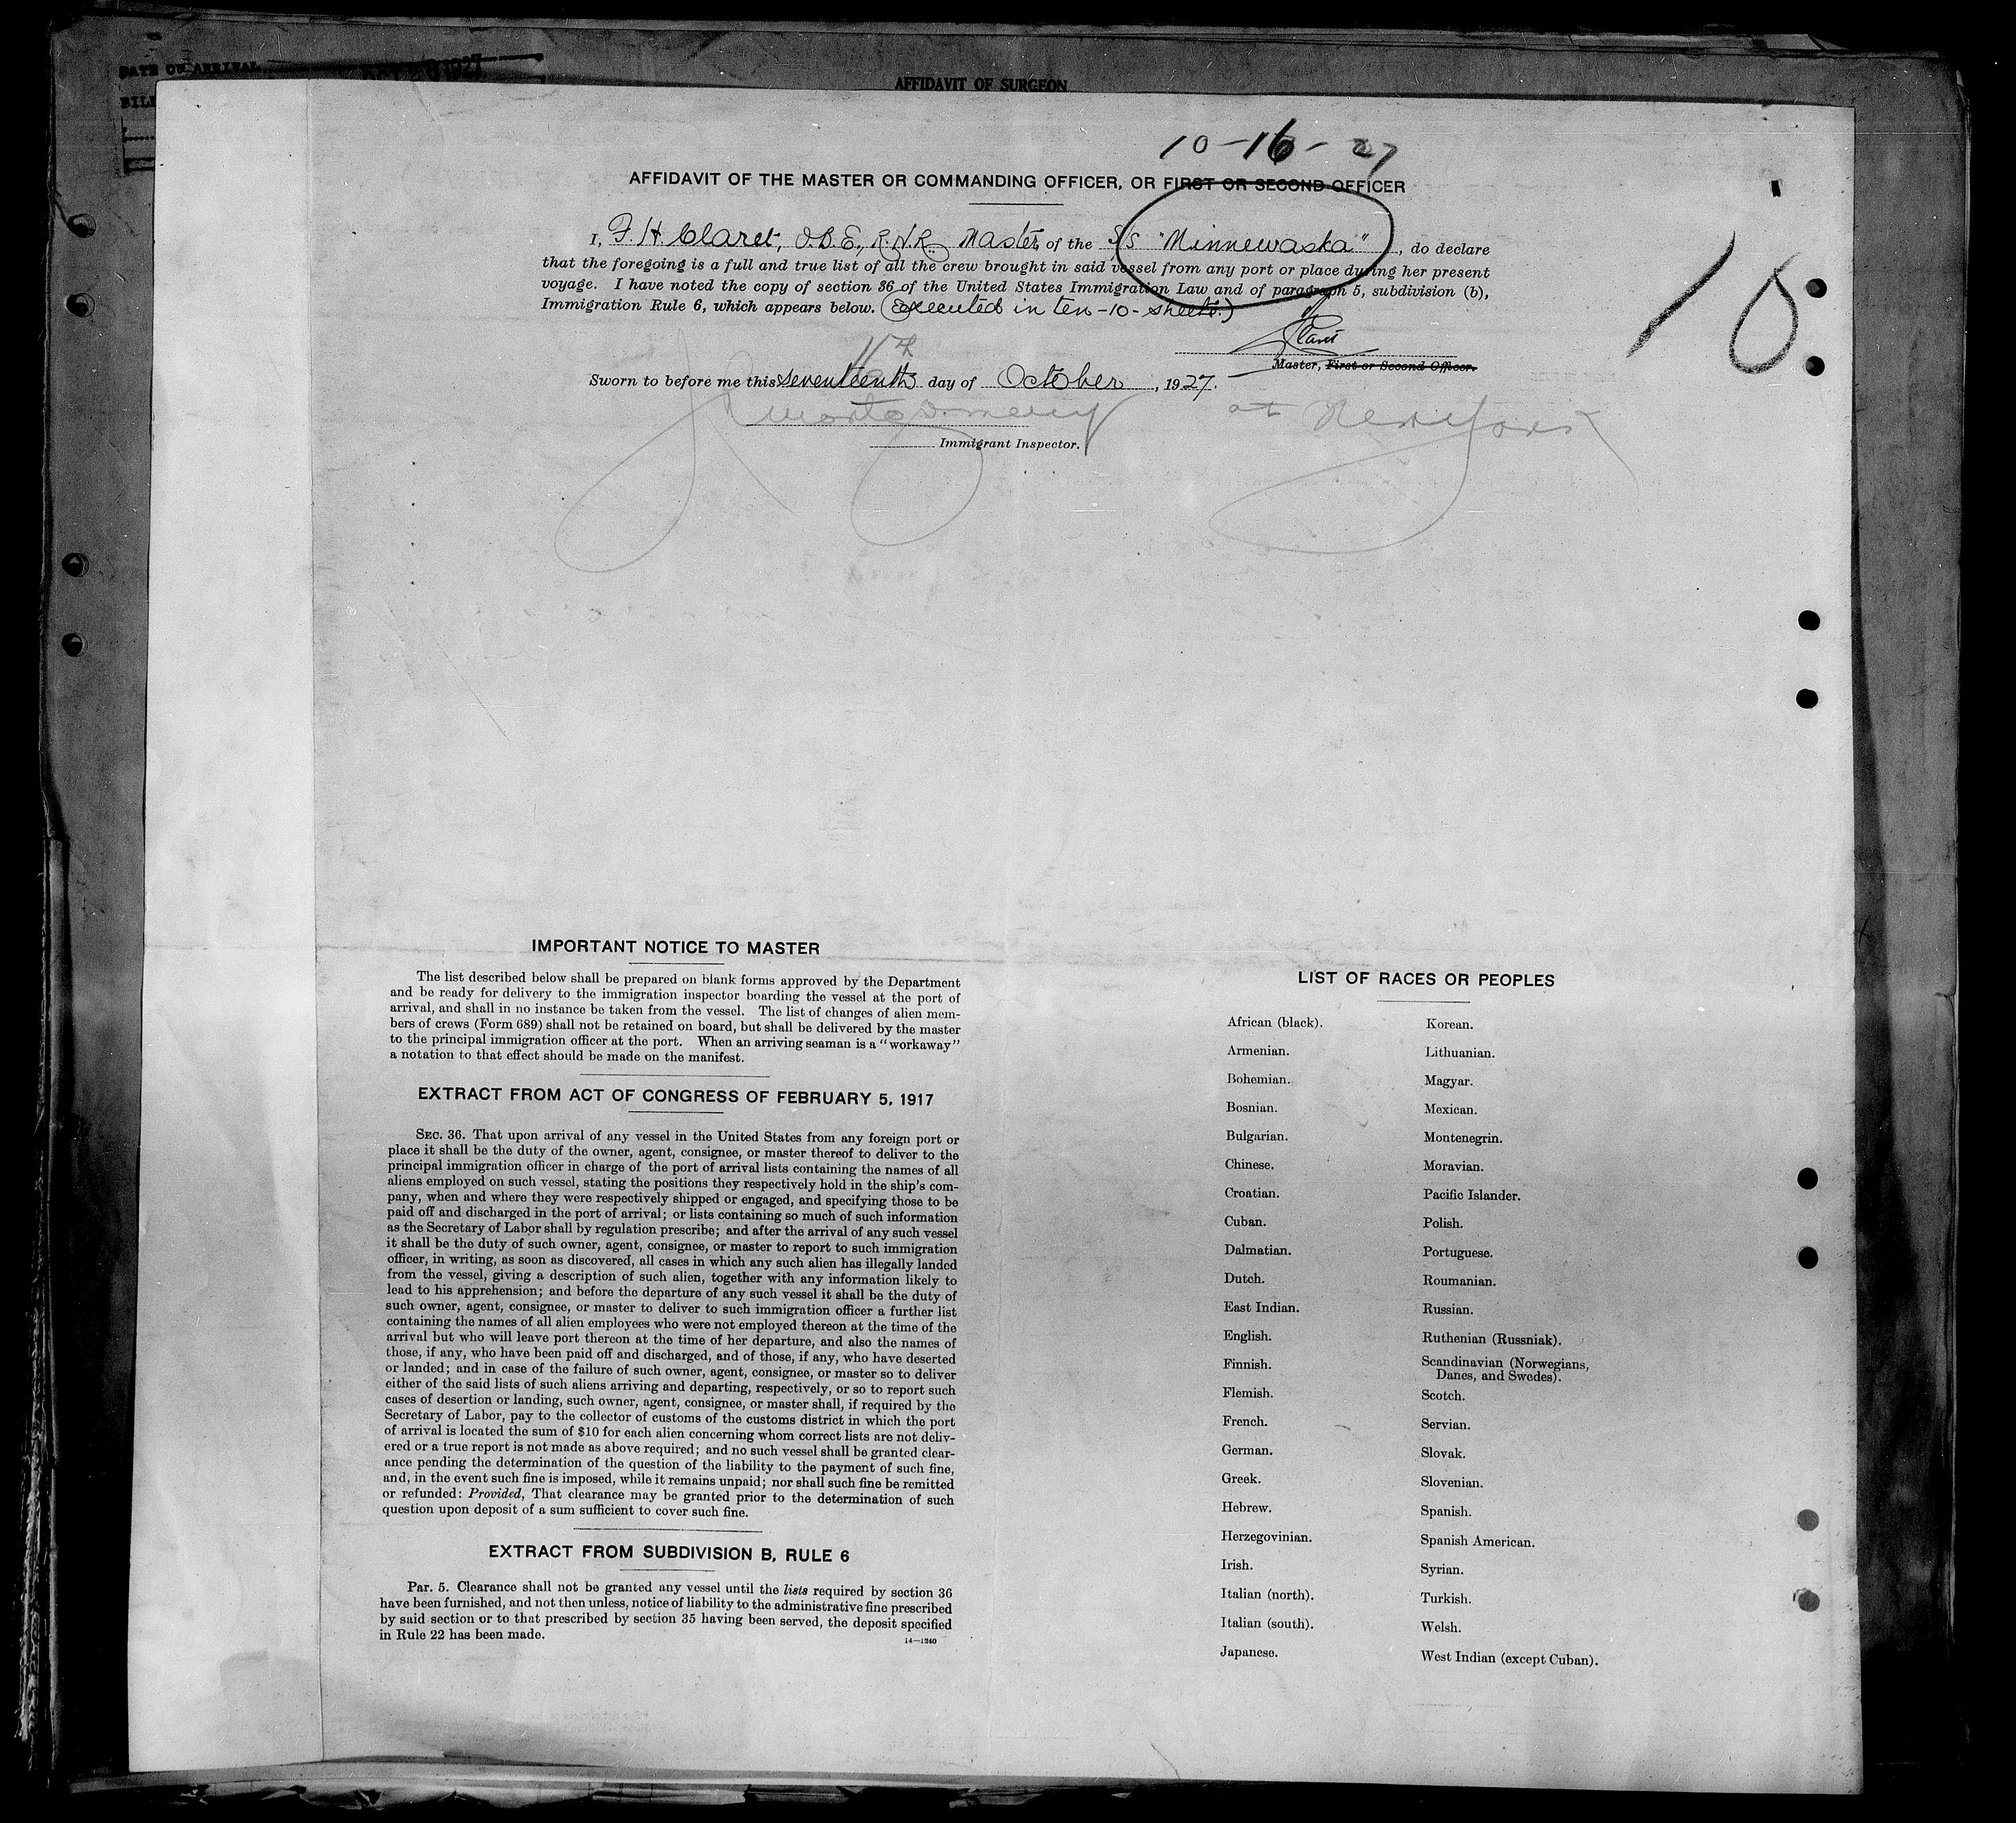 DATE OF ARRIVAL
1927
AFFIDAVIT OF SURGEON
10-16-27
AFFIDAVIT OF THE MASTER OR COMMANDING OFFICER, OR FIRST OR SECOND OFFICER
I, F. H. Claret, O.B.E., R.N.R. Master of the S/S "Minnewaska", do declare
that the foregoing is a full and true list of all the crew brought in said vessel from any port or place during her present
voyage. I have noted the copy of section 36 of the United States Immigration Law and of paragraph 5, subdivision (b),
Immigration Rule 6, which appears below. (executed in ten -10- sheets.)
10
Claret
Master, First or Second Officer.
Sworn to before me this seventeenth day of October, 1927.
Montgomery at New York
Immigrant Inspector.
IMPORTANT NOTICE TO MASTER
The list described below shall be prepared on blank forms approved by the Department
and be ready for delivery to the immigration inspector boarding the vessel at the port of
arrival, and shall in no instance be taken from the vessel. The list of changes of alien mem-
bers of crews (Form 689) shall not be retained on board, but shall be delivered by the master
to the principal immigration officer at the port. When an arriving seaman is a "workaway"
a notation to that effect should be made on the manifest.
EXTRACT FROM ACT OF CONGRESS OF FEBRUARY 5, 1917
SEC. 36. That upon arrival of any vessel in the United States from any foreign port or
place it shall be the duty of the owner, agent, consignee, or master thereof to deliver to the
principal immigration officer in charge of the port of arrival lists containing the names of all
aliens employed on such vessel, stating the positions they respectively hold in the ship's com-
pany, when and where they were respectively shipped or engaged, and specifying those to be
paid off and discharged in the port of arrival; or lists containing so much of such information
as the Secretary of Labor shall by regulation prescribe; and after the arrival of any such vessel
it shall be the duty of such owner, agent, consignee, or master to report to such immigration
officer, in writing, as soon as discovered, all cases in which any such alien has illegally landed
from the vessel, giving a description of such alien, together with any information likely to
lead to his apprehension; and before the departure of any such vessel it shall be the duty of
such owner, agent, consignee, or master to deliver to such immigration officer a further list
containing the names of all alien employees who were not employed thereon at the time of the
arrival but who will leave port thereon at the time of her departure, and also the names of
those, if any, who have been paid off and discharged, and of those, if any, who have deserted
or landed; and in case of the failure of such owner, agent, consignee, or master so to deliver
either of the said lists of such aliens arriving and departing, respectively, or so to report such
cases of desertion or landing, such owner, agent, consignee, or master shall, if required by the
Secretary of Labor, pay to the collector of customs of the customs district in which the port
of arrival is located the sum of $10 for each alien concerning whom correct lists are not deliv-
ered or a true report is not made as above required; and no such vessel shall be granted clear-
ance pending the determination of the question of the liability to the payment of such fine,
and, in the event such fine is imposed, while it remains unpaid; nor shall such fine be remitted
or refunded: Provided, That clearance may be granted prior to the determination of such
question upon deposit of a sum sufficient to cover such fine.
EXTRACT FROM SUBDIVISION B, RULE 6
Par. 5. Clearance shall not be granted any vessel until the lists required by section 36
have been furnished, and not then unless, notice of liability to the administrative fine prescribed
by said section or to that prescribed by section 35 having been served, the deposit specified
in Rule 22 has been made.
14—1240
LIST OF RACES OR PEOPLES
African (black).
Armenian.
Bohemian.
Bosnian.
Bulgarian.
Chinese.
Croatian.
Cuban.
Dalmatian.
Dutch.
East Indian.
English.
Finnish.
Flemish.
French.
German.
Greek.
Hebrew.
Herzegovinian.
Irish.
Italian (north).
Italian (south).
Japanese.
Korean.
Lithuanian.
Magyar.
Mexican.
Montenegrin.
Moravian.
Pacific Islander.
Polish.
Portuguese.
Roumanian.
Russian.
Ruthenian (Russniak).
Scandinavian (Norwegians,
Danes, and Swedes).
Scotch.
Servian.
Slovak.
Slovenian.
Spanish.
Spanish American.
Syrian.
Turkish.
Welsh.
West Indian (except Cuban).